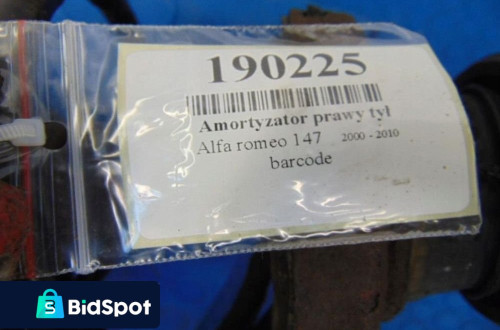 190225
Amortyzator prawy tył
Alfa romeo 147 2000 - 2010
barcode
BidSpot